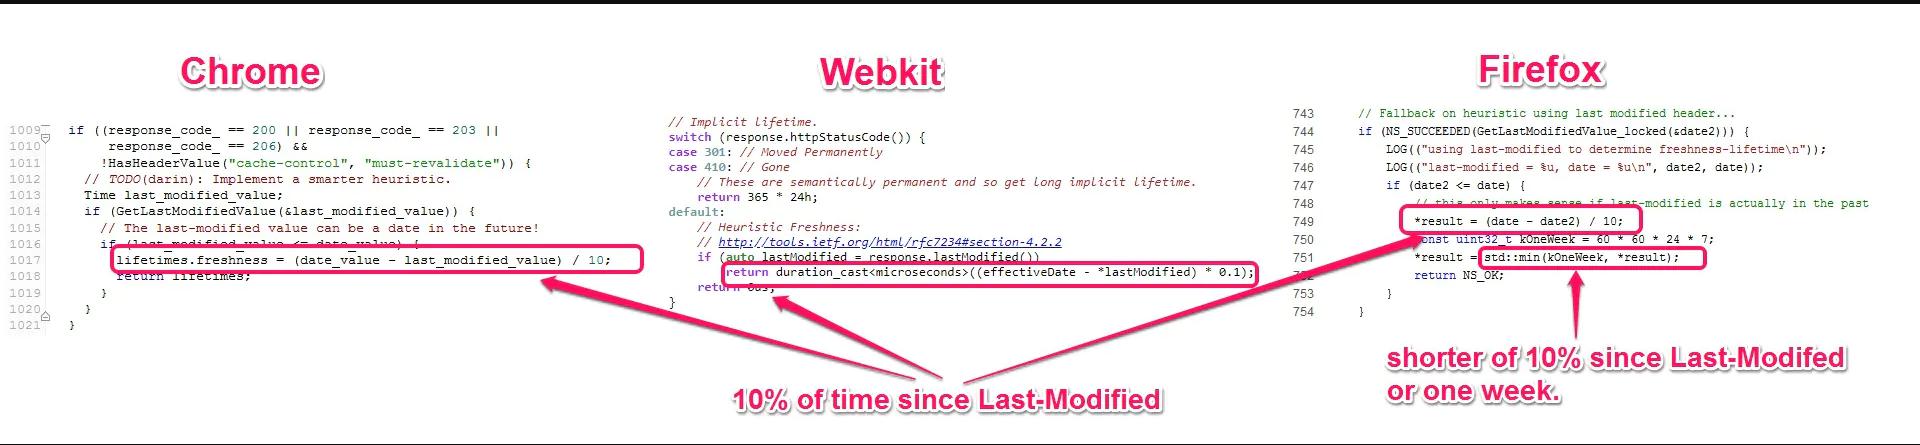 Chrome
1009 if ((response_code_ == 200 || response_code_ == 203 ||
1010 response_code_ == 206) &&
1011 !HasHeaderValue("cache-control", "must-revalidate")) {
1012 // TODO(darin): Implement a smarter heuristic.
1013 Time last_modified_value;
1014 if (GetLastModifiedValue(&last_modified_value)) {
1015 // The last-modified value can be a date in the future!
1016 if (last_modified_value <= date_value) {
1017 lifetimes.freshness = (date_value - last_modified_value) / 10;
1018 return lifetimes;
1019 }
1020 }
1021 }
Webkit
// Implicit lifetime.
switch (response.httpStatusCode()) {
case 301: // Moved Permanently
case 410: // Gone
// These are semantically permanent and so get long implicit lifetime.
return 365 * 24h;
default:
// Heuristic Freshness:
// http://tools.ietf.org/html/rfc7234#section-4.2.2
if (auto lastModified = response.lastModified())
return duration_cast<microseconds>((effectiveDate - *lastModified) * 0.1);
return 0us;
}
Firefox
743 // Fallback on heuristic using last modified header...
744 if (NS_SUCCEEDED(GetLastModifiedValue_locked(&date2))) {
745 LOG(("using last-modified to determine freshness-lifetime\n"));
746 LOG(("last-modified = %u, date = %u\n", date2, date));
747 if (date2 <= date) {
748 // this only makes sense if last-modified is actually in the past
749 *result = (date - date2) / 10;
750 const uint32_t kOneWeek = 60 * 60 * 24 * 7;
751 *result = std::min(kOneWeek, *result);
752 return NS_OK;
753 }
754 }
10% of time since Last-Modified
shorter of 10% since Last-Modifed
or one week.